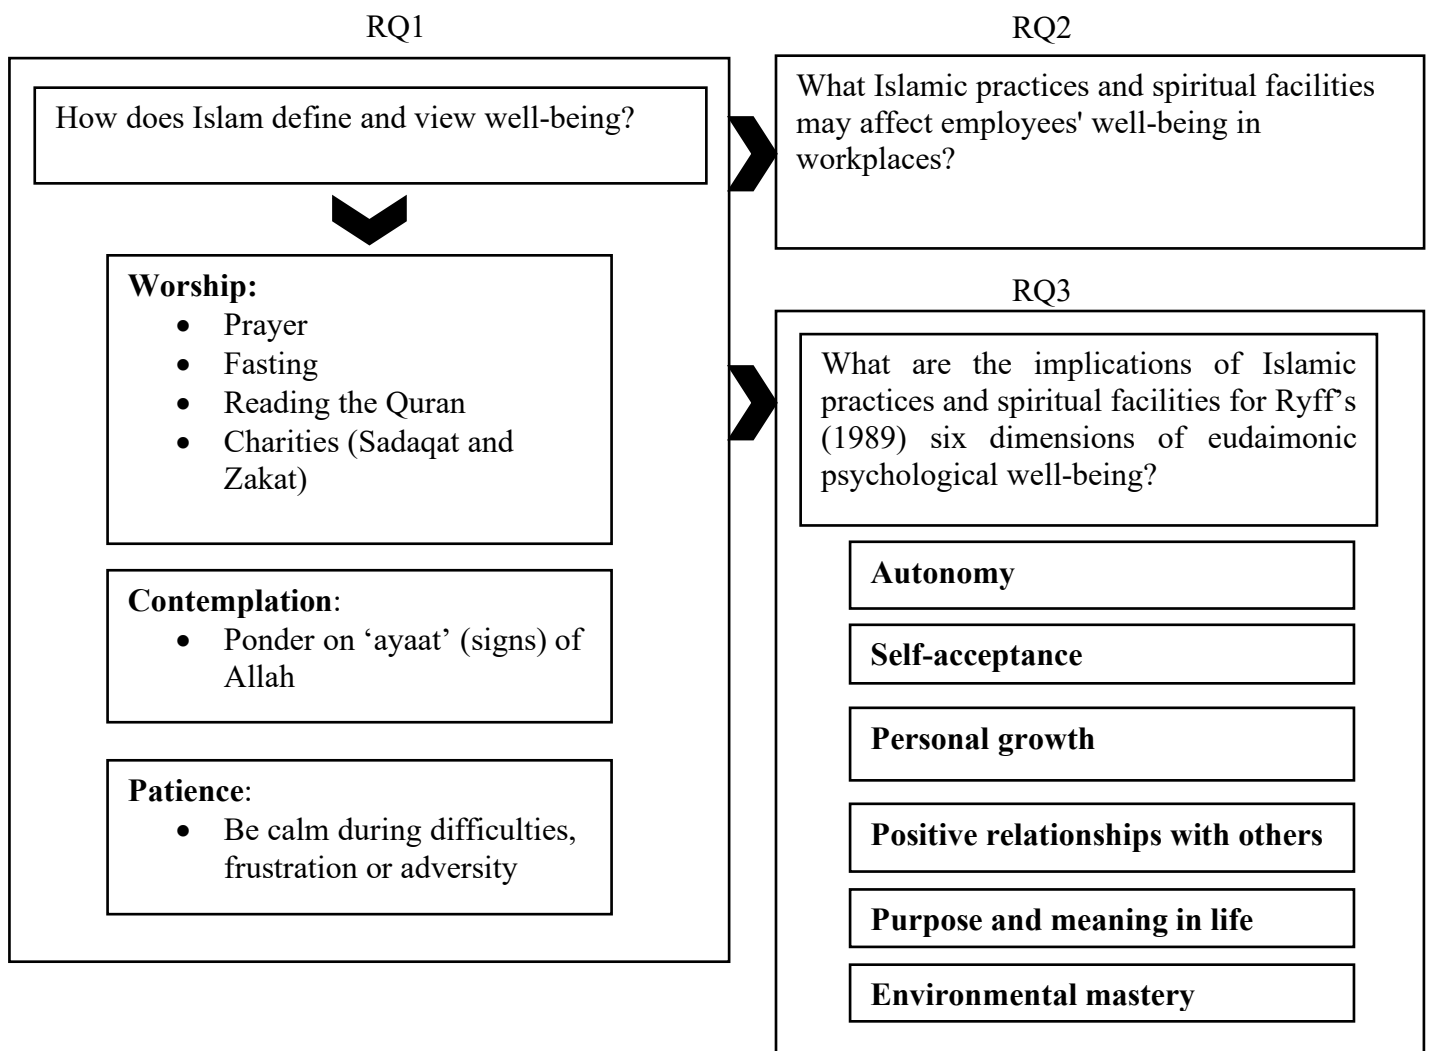 RQ1
How does Islam define and view well-being?
Worship:
• Prayer
• Fasting
• Reading the Quran
• Charities (Sadaqat and
Zakat)
Contemplation:
• Ponder on ‘ayaat’ (signs) of
Allah
Patience:
• Be calm during difficulties,
frustration or adversity
RQ2
What Islamic practices and spiritual facilities
may affect employees' well-being in
workplaces?
RQ3
What are the implications of Islamic
practices and spiritual facilities for Ryff’s
(1989) six dimensions of eudaimonic
psychological well-being?
Autonomy
Self-acceptance
Personal growth
Positive relationships with others
Purpose and meaning in life
Environmental mastery